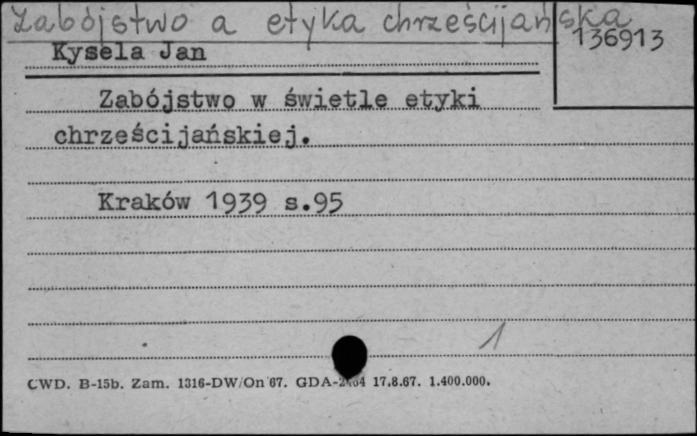 Zabójstwo a etyka chrześcijańska
136913
Kysela Jan
Zabójstwo w świetle etyki
chrześcijańskiej.
Kraków 1939 s.95
1
CWD. B-15b. Zam. 1316-DW/On 67. 17.8.67. 1.400.000.